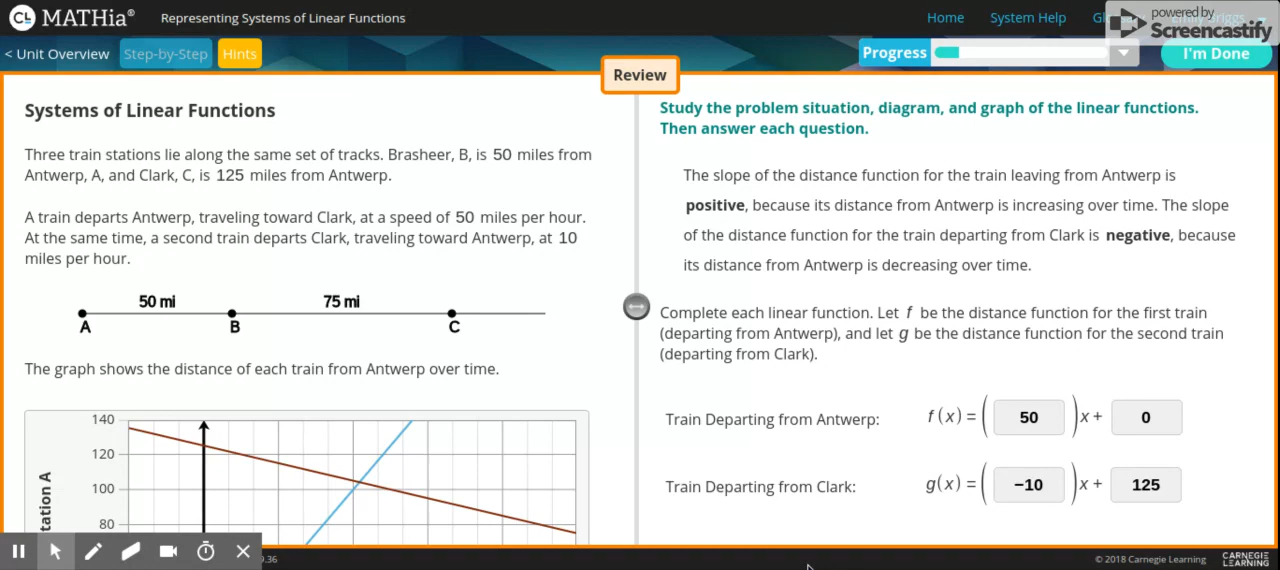 CL MATHia® Representing Systems of Linear Functions Home System Help
powered by
Screencastify
< Unit Overview Step-by-Step Hints Progress I'm Done
Review
Systems of Linear Functions
Three train stations lie along the same set of tracks. Brasheer, B, is 50 miles from
Antwerp, A, and Clark, C, is 125 miles from Antwerp.
A train departs Antwerp, traveling toward Clark, at a speed of 50 miles per hour.
At the same time, a second train departs Clark, traveling toward Antwerp, at 10
miles per hour.
50 mi 75 mi
A B C
The graph shows the distance of each train from Antwerp over time.
140
120
100
80
tation A
Study the problem situation, diagram, and graph of the linear functions.
Then answer each question.
The slope of the distance function for the train leaving from Antwerp is
positive, because its distance from Antwerp is increasing over time. The slope
of the distance function for the train departing from Clark is negative, because
its distance from Antwerp is decreasing over time.
Complete each linear function. Let f be the distance function for the first train
(departing from Antwerp), and let g be the distance function for the second train
(departing from Clark).
Train Departing from Antwerp: f(x) = ( 50 )x + 0
Train Departing from Clark: g(x) = ( −10 )x + 125
9.36
© 2018 Carnegie Learning
CARNEGIE
LEARNING